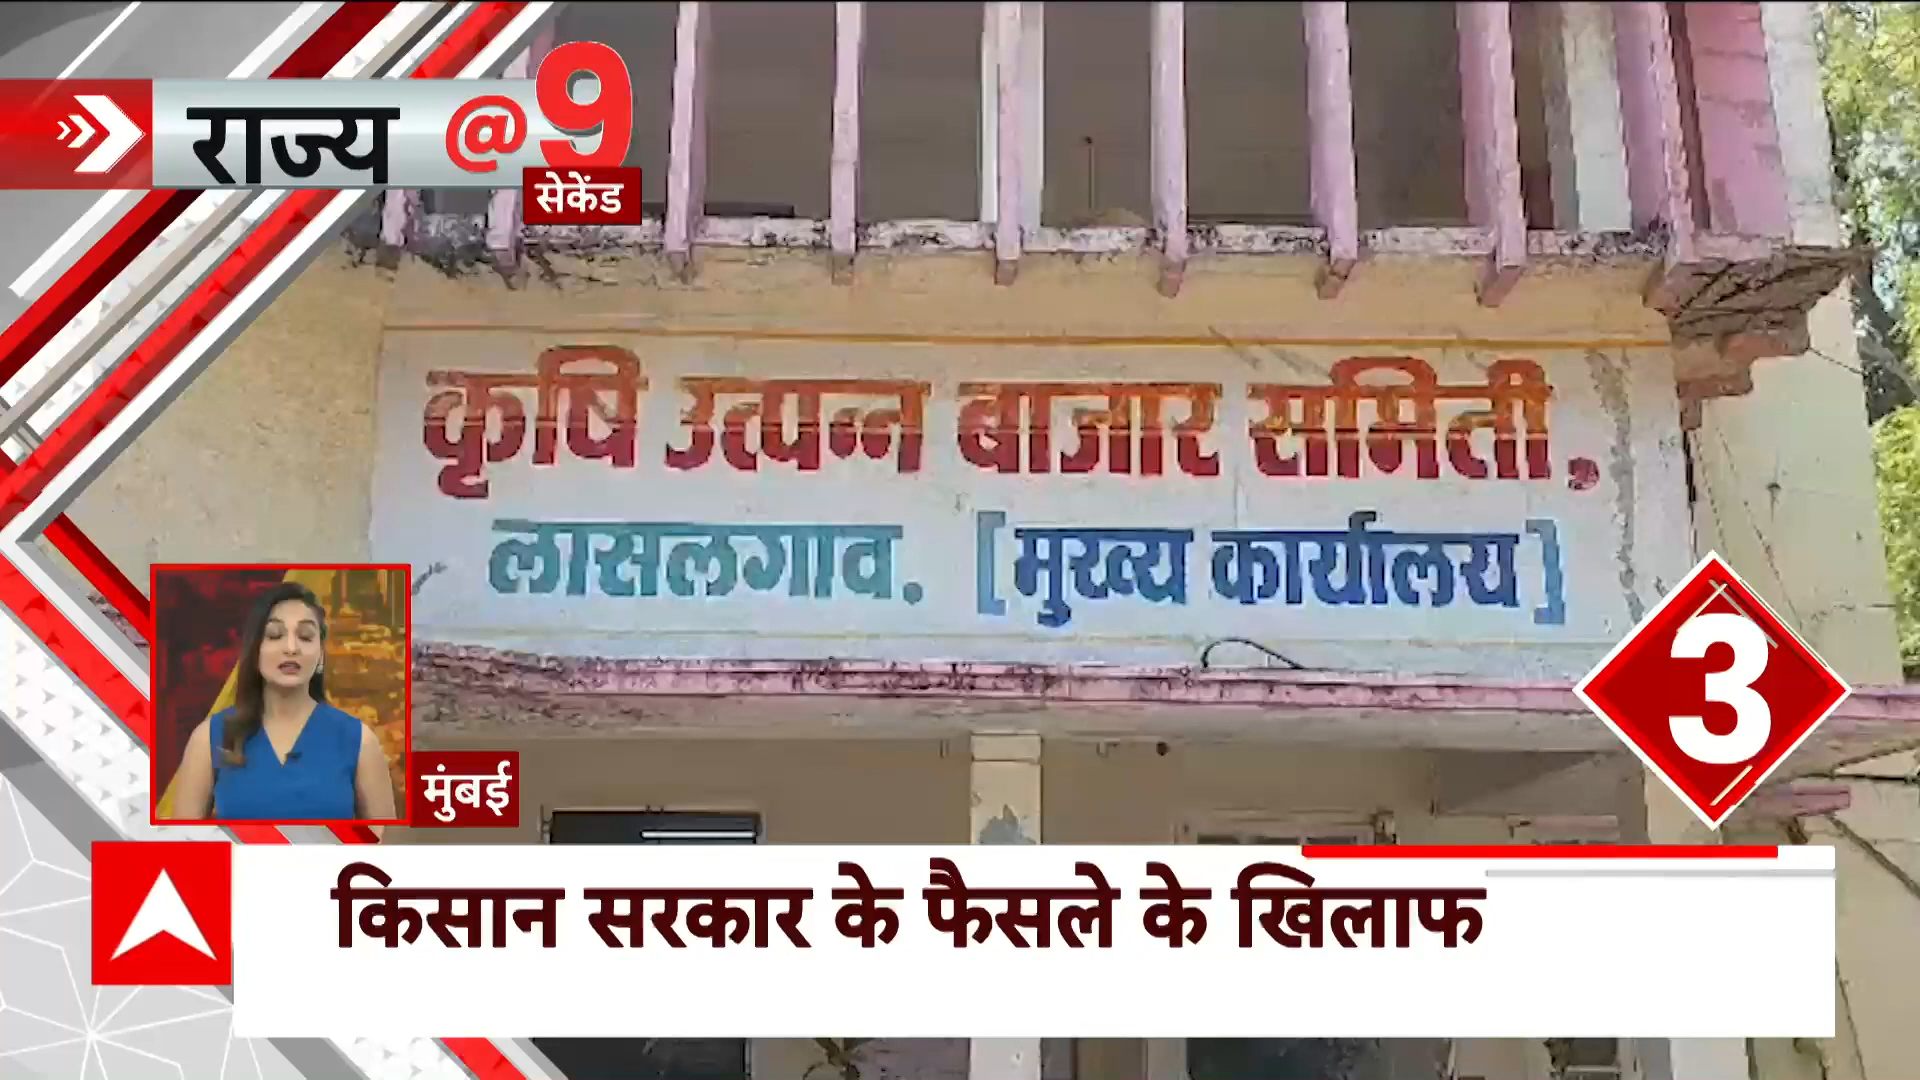 राज्य @9
सेकेंड
कृषि उत्पन्न बाजार समिती,
लासलगाव. [मुख्य कार्यालय]
3
मुंबई
किसान सरकार के फैसले के खिलाफ